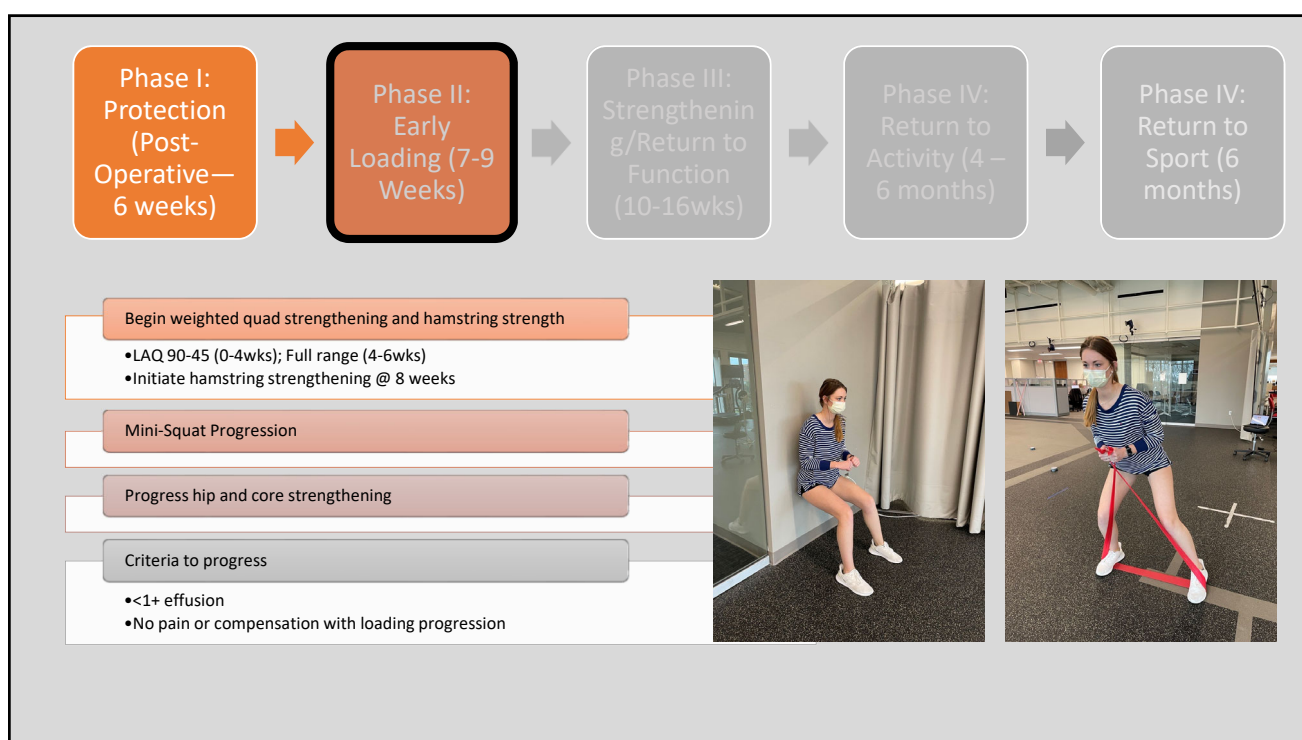 Phase I:
Protection
(Post-
Operative—
6 weeks)
Phase II:
Early
Loading (7-9
Weeks)
Phase III:
Strengthenin
g/Return to
Function
(10-16wks)
Phase IV:
Return to
Activity (4 –
6 months)
Phase IV:
Return to
Sport (6
months)
Begin weighted quad strengthening and hamstring strength
•LAQ 90-45 (0-4wks); Full range (4-6wks)
•Initiate hamstring strengthening @ 8 weeks
Mini-Squat Progression
Progress hip and core strengthening
Criteria to progress
•<1+ effusion
•No pain or compensation with loading progression